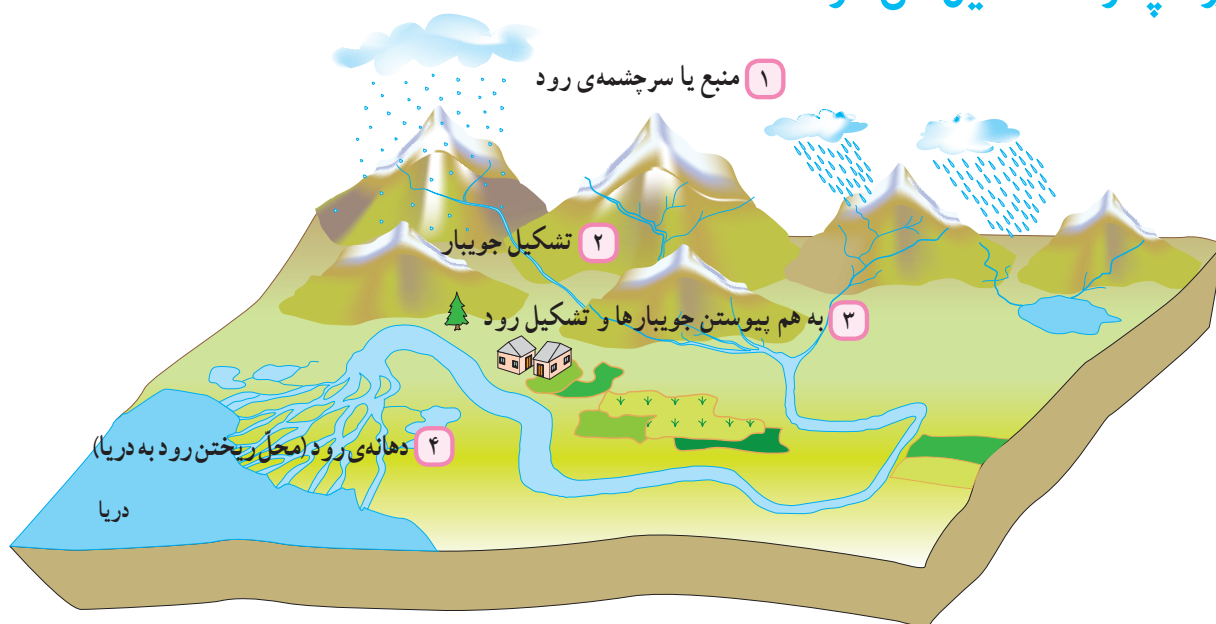 ۱ منبع یا سرچشمه‌ی رود
۲ تشکیل جویبار
۳ به هم پیوستن جویبارها و تشکیل رود
۴ دهانه‌ی رود (محلّ ریختن رود به دریا)
دریا